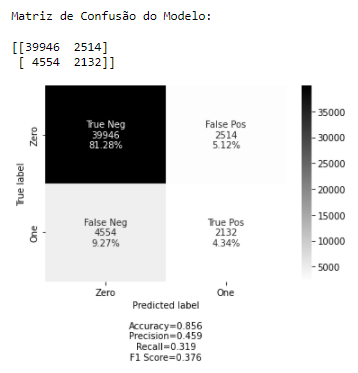 Matriz de Confusão do Modelo:
[[39946 2514]
[ 4554 2132]]
True Neg
39946
81.28%
False Pos
2514
5.12%
False Neg
4554
9.27%
True Pos
2132
4.34%
Zero
One
True label
Zero
One
Predicted label
35000
30000
25000
20000
15000
10000
5000
Accuracy=0.856
Precision=0.459
Recall=0.319
F1 Score=0.376